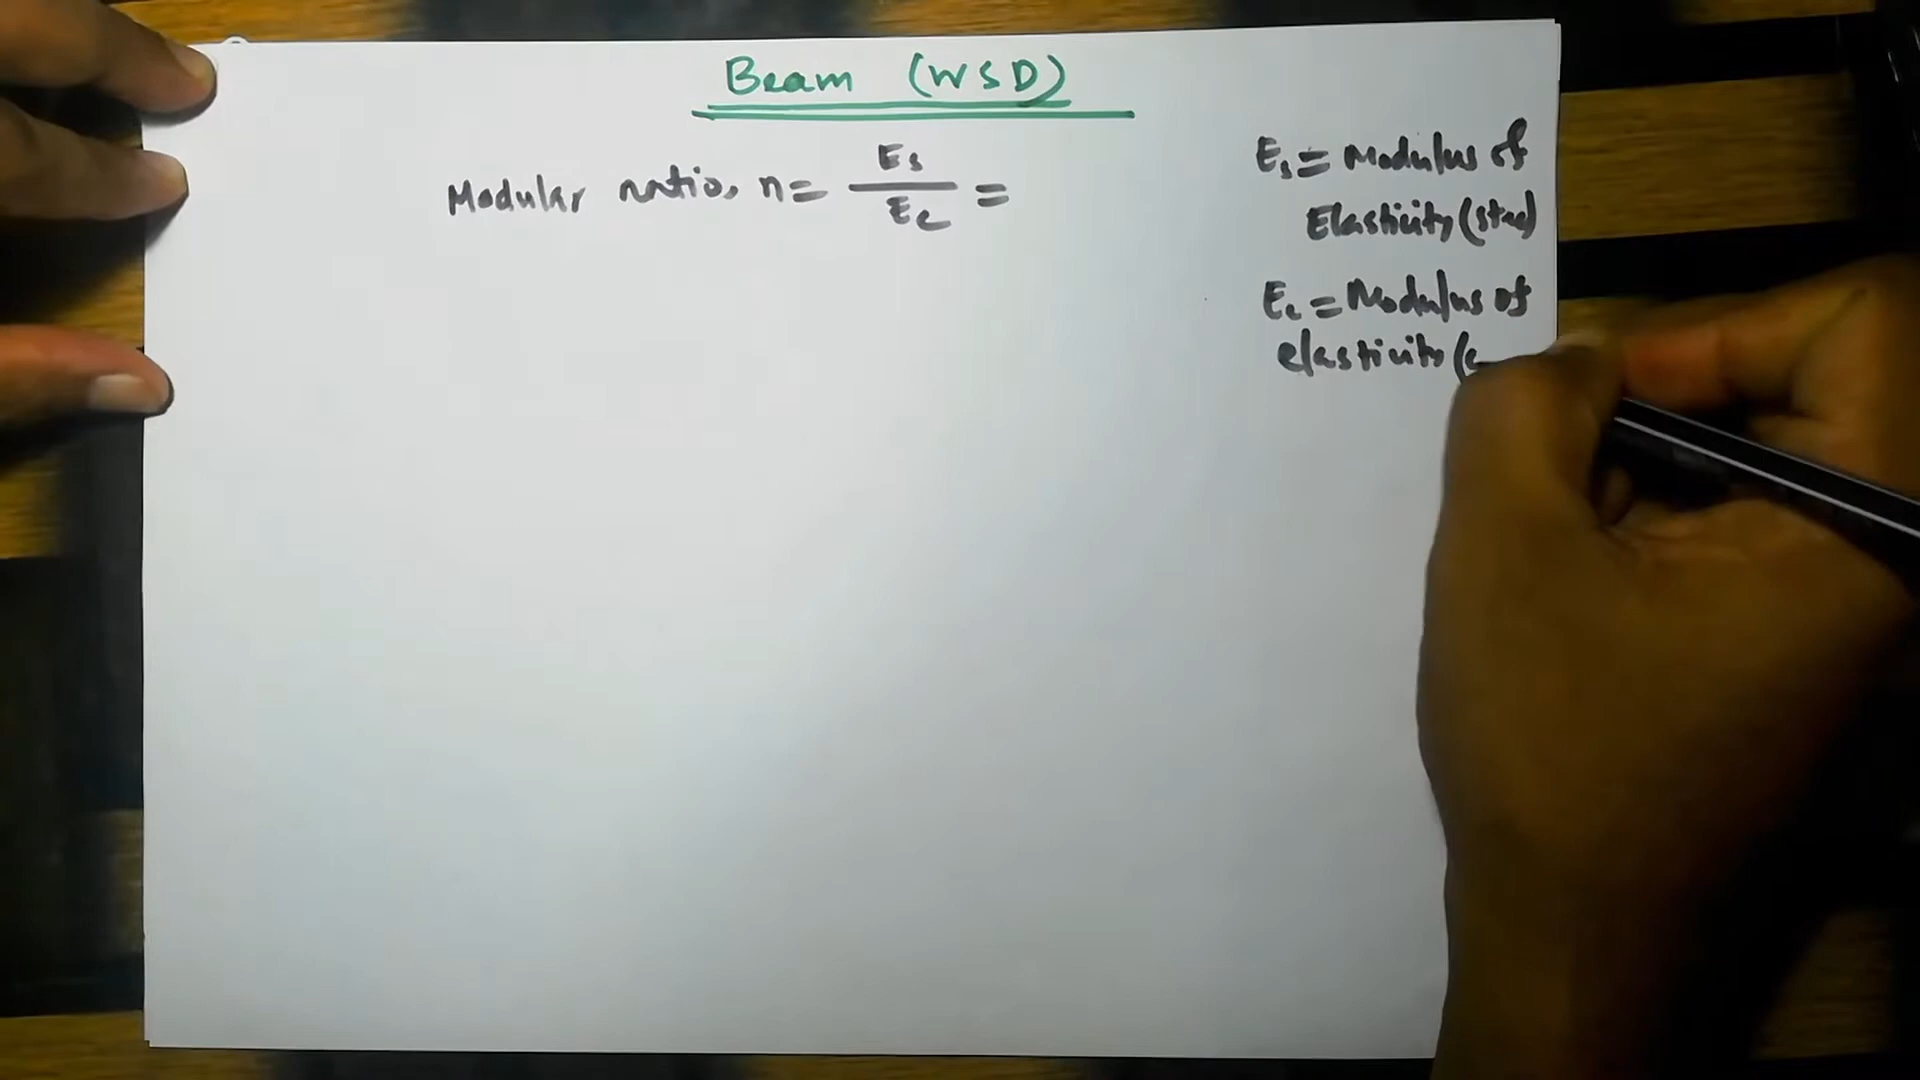 Beam (WSD)
Modular ratio, n = Es/Ec =
Es = Modulus of
Elasticity (steel)
Ec = Modulus of
elasticity (c